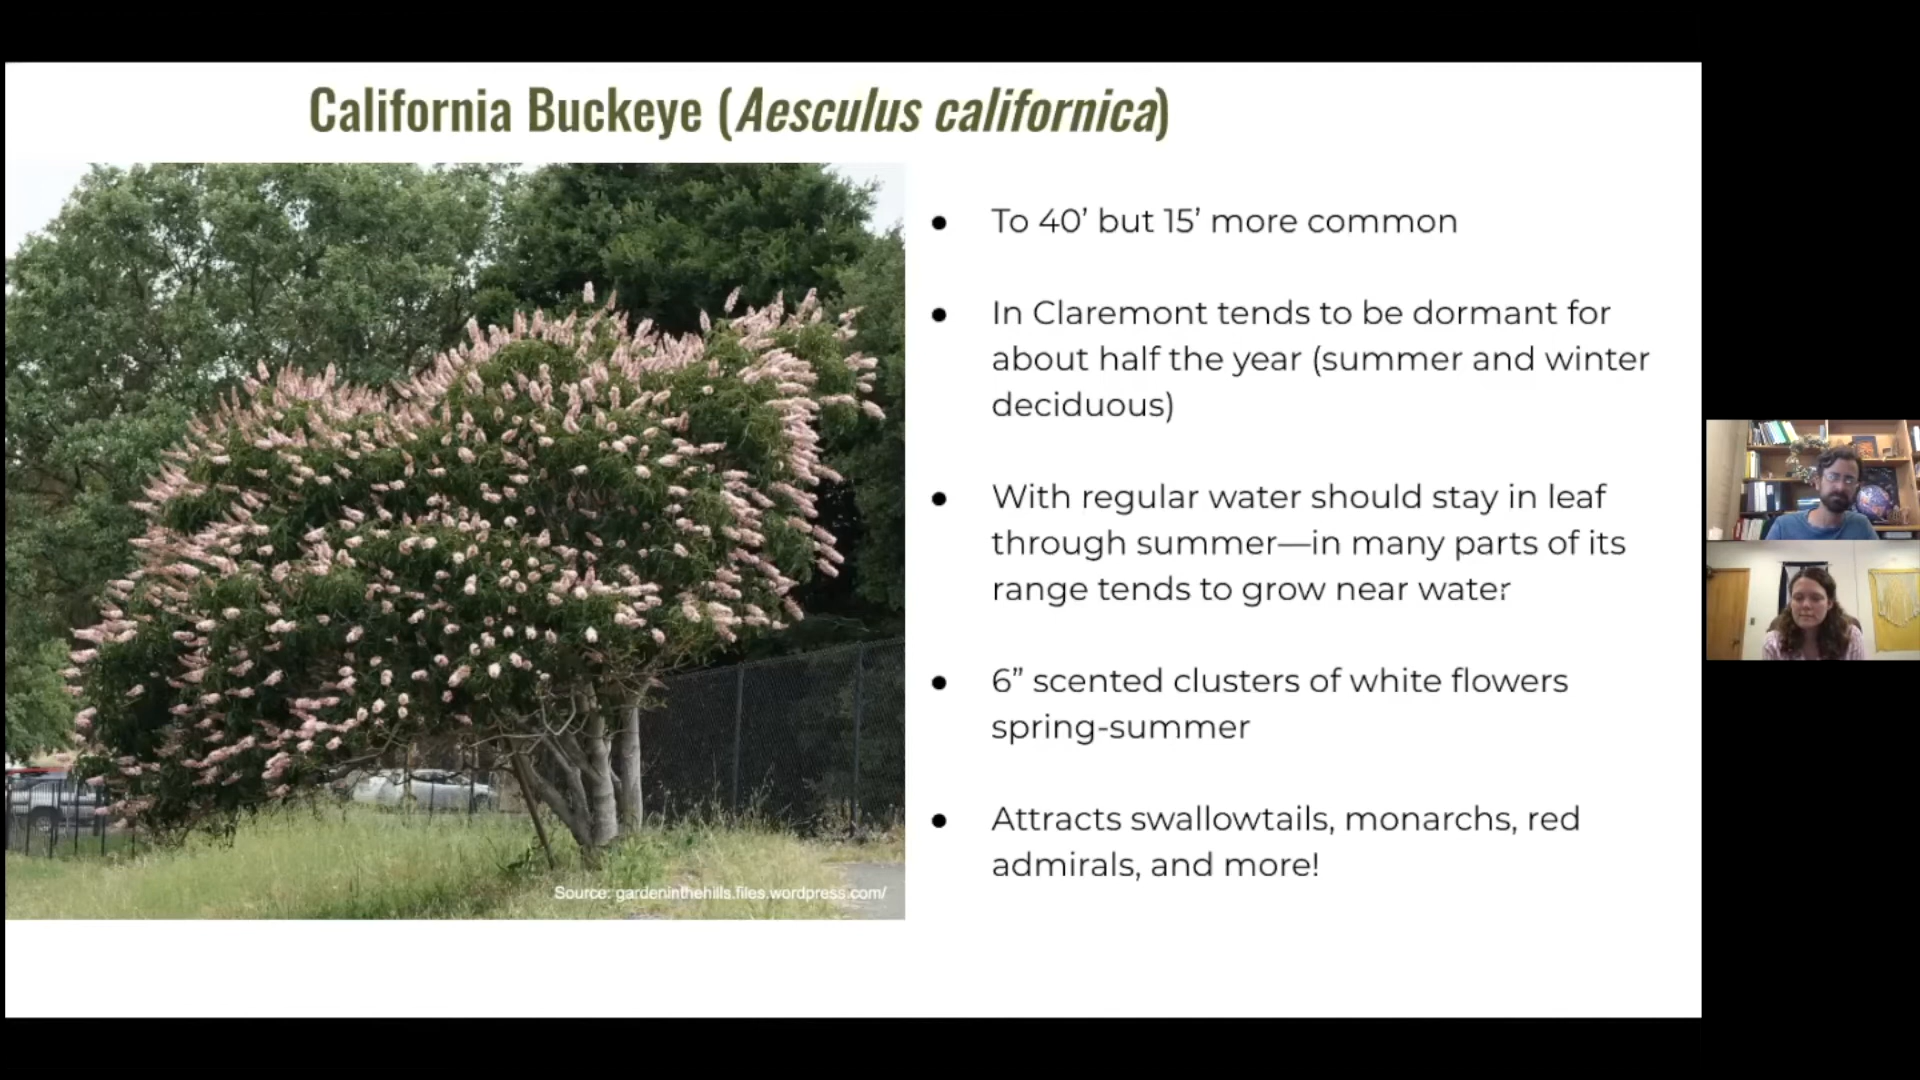 California Buckeye (Aesculus californica)
● To 40’ but 15’ more common
● In Claremont tends to be dormant for
about half the year (summer and winter
deciduous)
● With regular water should stay in leaf
through summer—in many parts of its
range tends to grow near water
● 6” scented clusters of white flowers
spring-summer
● Attracts swallowtails, monarchs, red
admirals, and more!
Source: gardeninthehills.files.wordpress.com/